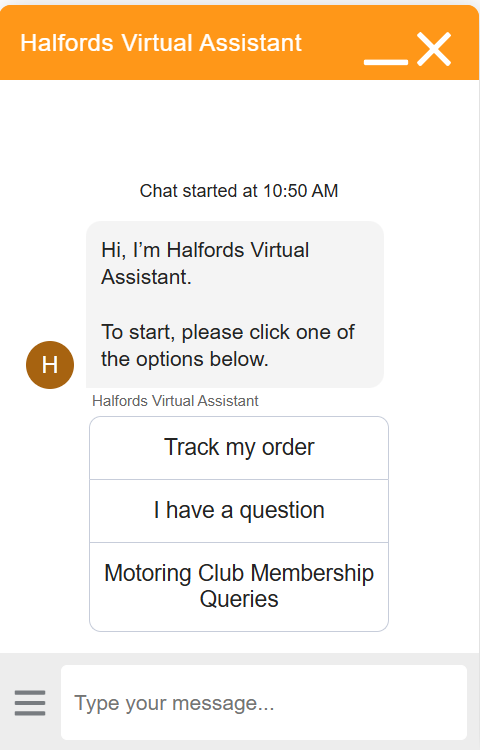 Halfords Virtual Assistant
Chat started at 10:50 AM
Hi, I’m Halfords Virtual
Assistant.
To start, please click one of
the options below.
H
Halfords Virtual Assistant
Track my order
I have a question
Motoring Club Membership
Queries
Type your message...